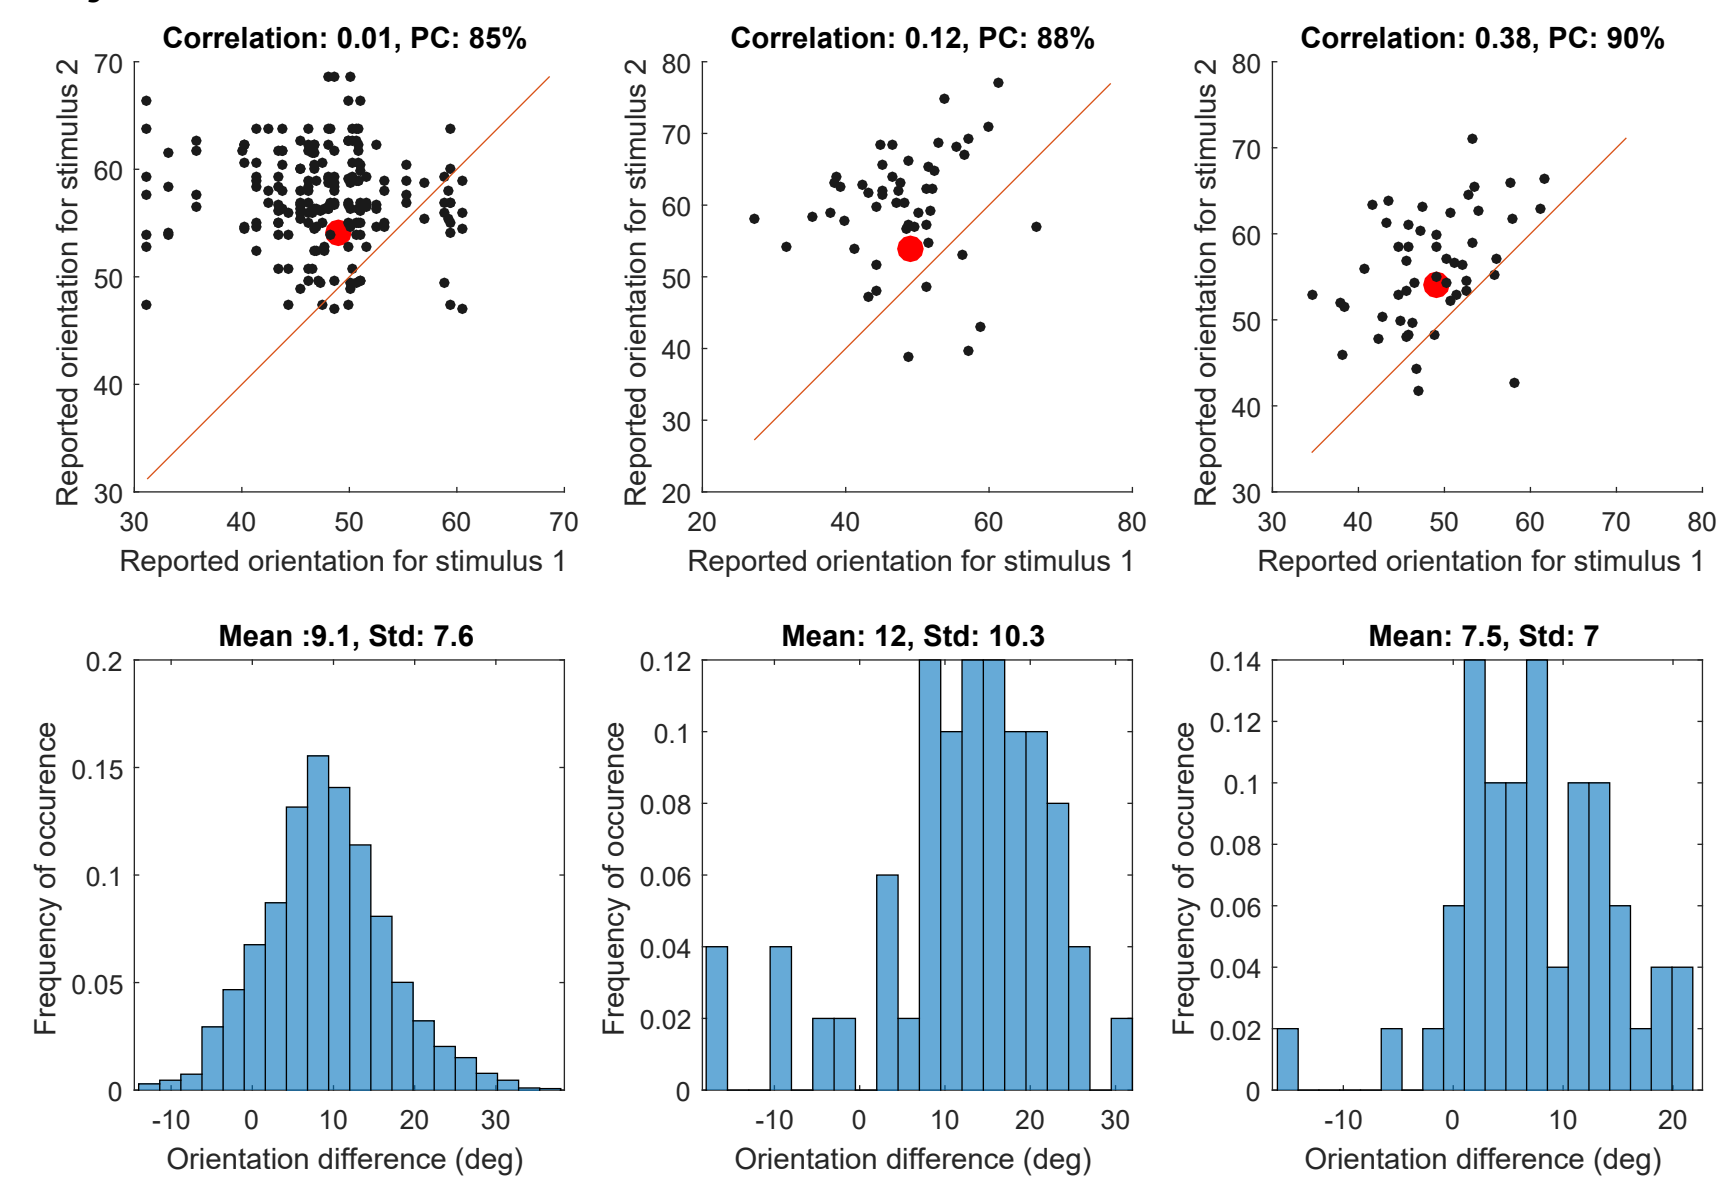 Correlation: 0.01, PC: 85%
70
60
50
40
30
30 40 50 60 70
Reported orientation for stimulus 2
Reported orientation for stimulus 1
Correlation: 0.12, PC: 88%
80
70
60
50
40
30
20
20 40 60 80
Reported orientation for stimulus 2
Reported orientation for stimulus 1
Correlation: 0.38, PC: 90%
80
70
60
50
40
30
30 40 50 60 70 80
Reported orientation for stimulus 2
Reported orientation for stimulus 1
Mean :9.1, Std: 7.6
0.2
0.15
0.1
0.05
0
-10 0 10 20 30
Frequency of occurence
Orientation difference (deg)
Mean: 12, Std: 10.3
0.12
0.1
0.08
0.06
0.04
0.02
0
-10 0 10 20 30
Frequency of occurence
Orientation difference (deg)
Mean: 7.5, Std: 7
0.14
0.12
0.1
0.08
0.06
0.04
0.02
0
-10 0 10 20
Frequency of occurence
Orientation difference (deg)